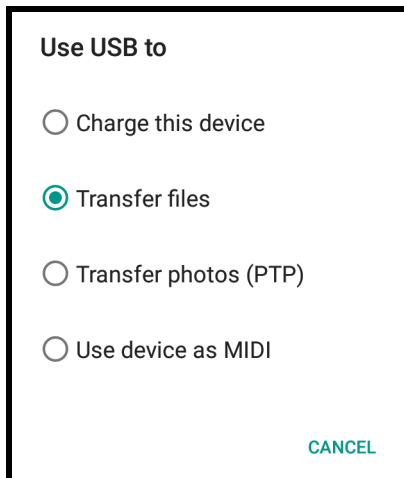 Use USB to
Charge this device
Transfer files
Transfer photos (PTP)
Use device as MIDI
CANCEL